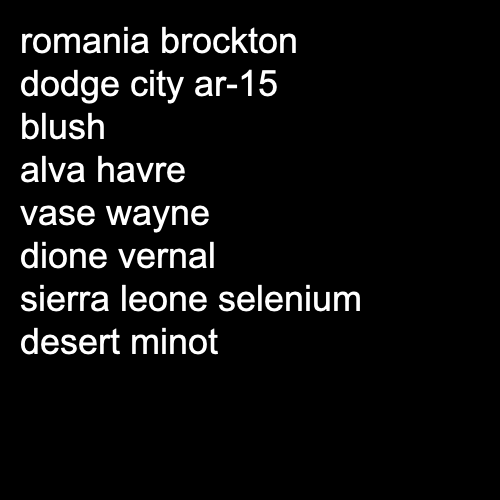 romania brockton
dodge city ar-15
blush
alva havre
vase wayne
dione vernal
sierra leone selenium
desert minot